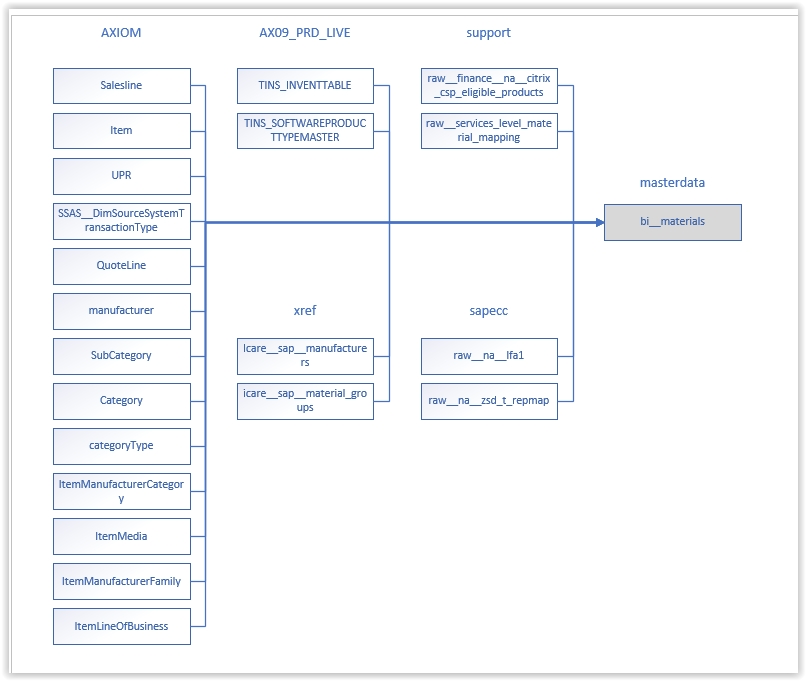 AXIOM
Salesline
Item
UPR
SSAS__DimSourceSystemT
ransactionType
QuoteLine
manufacturer
SubCategory
Category
categoryType
ItemManufacturerCategor
y
ItemMedia
ItemManufacturerFamily
ItemLineOfBusiness
AX09_PRD_LIVE
TINS_INVENTTABLE
TINS_SOFTWAREPRODUC
TTYPEMASTER
xref
Icare__sap__manufacture
rs
icare__sap__material_gro
ups
support
raw__finance__na__citrix
_csp_eligible_products
raw__services_level_mate
rial_mapping
sapecc
raw__na__lfa1
raw__na__zsd_t_repmap
masterdata
bi__materials